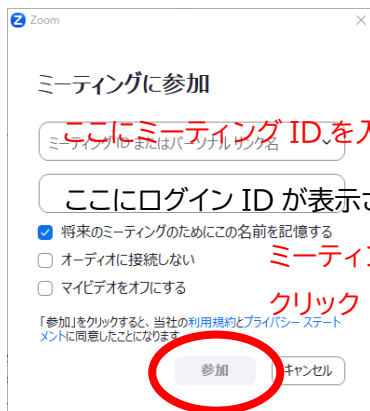 Zoom
ミーティングに参加
ここにミーティング ID を入
ミーティング ID またはパーソナル リンク名
ここにログイン ID が表示さ
将来のミーティングのためにこの名前を記憶する
オーディオに接続しない
ミーティ
マイビデオをオフにする
クリック
「参加」をクリックすると、当社の利用規約とプライバシー ステート
メントに同意したことになります
参加
キャンセル